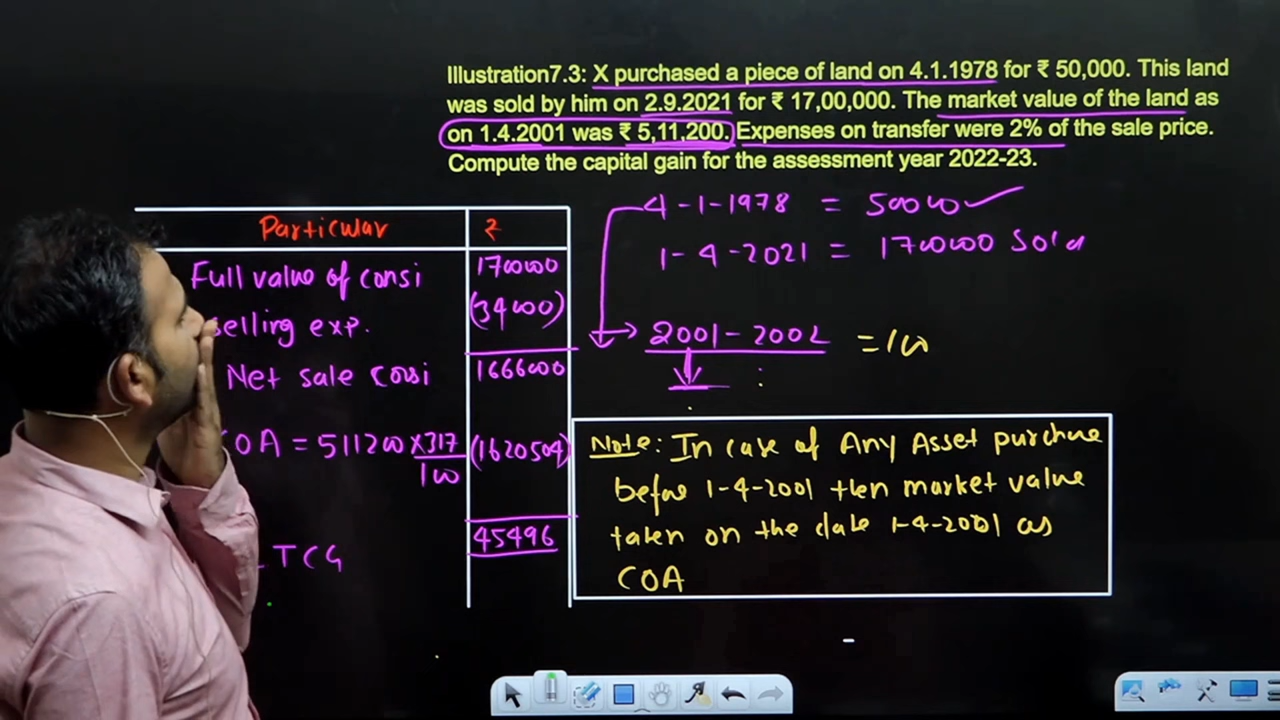 Illustration7.3: X purchased a piece of land on 4.1.1978 for ₹ 50,000. This land
was sold by him on 2.9.2021 for ₹ 17,00,000. The market value of the land as
on 1.4.2001 was ₹ 5,11,200. Expenses on transfer were 2% of the sale price.
Compute the capital gain for the assessment year 2022-23.
4-1-1978 = 50000
1-4-2021 = 1700000 Sold
2001-2002 = 100
Particular ₹
Full value of consi 1700000
selling exp. (34000)
Net sale consi 1666000
COA = 511200 X 317 / 100 (1620504)
LTCG 45496
Note: In case of Any Asset purchase
before 1-4-2001 then market value
taken on the date 1-4-2001 as
COA